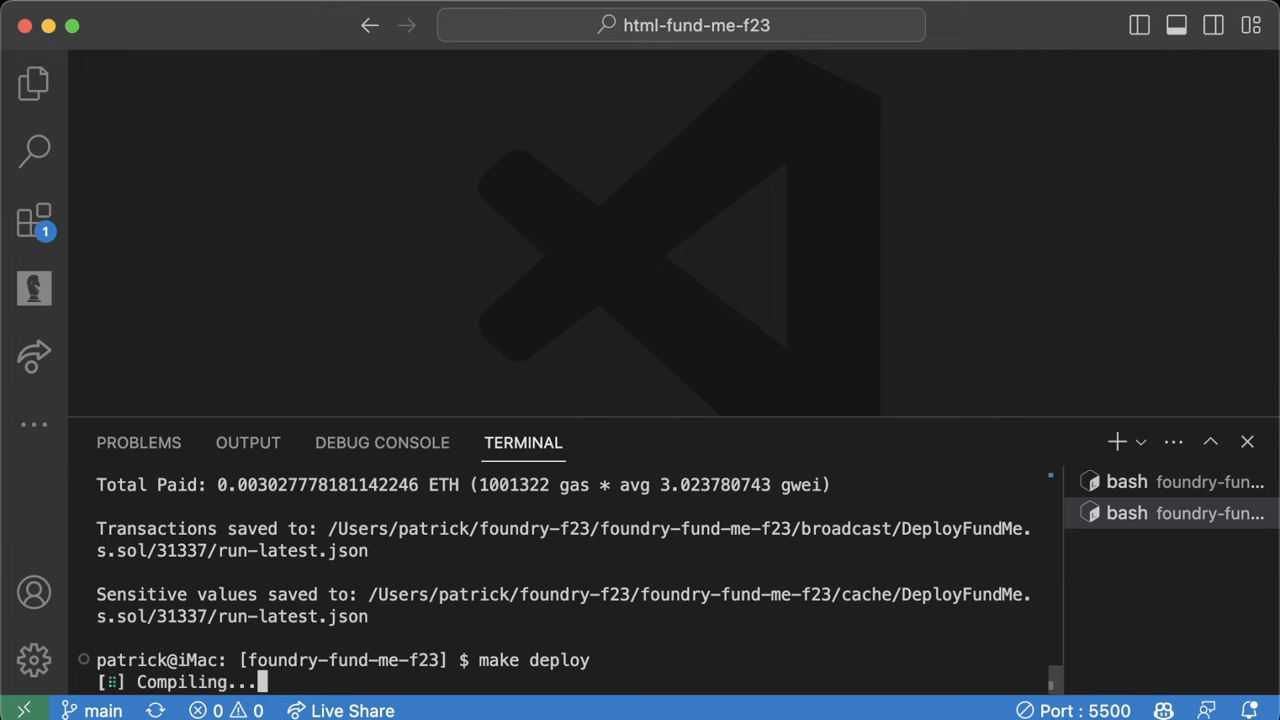 html-fund-me-f23
1
PROBLEMS OUTPUT DEBUG CONSOLE TERMINAL
Total Paid: 0.003027778181142246 ETH (1001322 gas * avg 3.023780743 gwei)
Transactions saved to: /Users/patrick/foundry-f23/foundry-fund-me-f23/broadcast/DeployFundMe.
s.sol/31337/run-latest.json
Sensitive values saved to: /Users/patrick/foundry-f23/foundry-fund-me-f23/cache/DeployFundMe.
s.sol/31337/run-latest.json
patrick@iMac: [foundry-fund-me-f23] $ make deploy
[⠿] Compiling...
bash foundry-fun...
bash foundry-fun...
main 0 0 Live Share Port : 5500